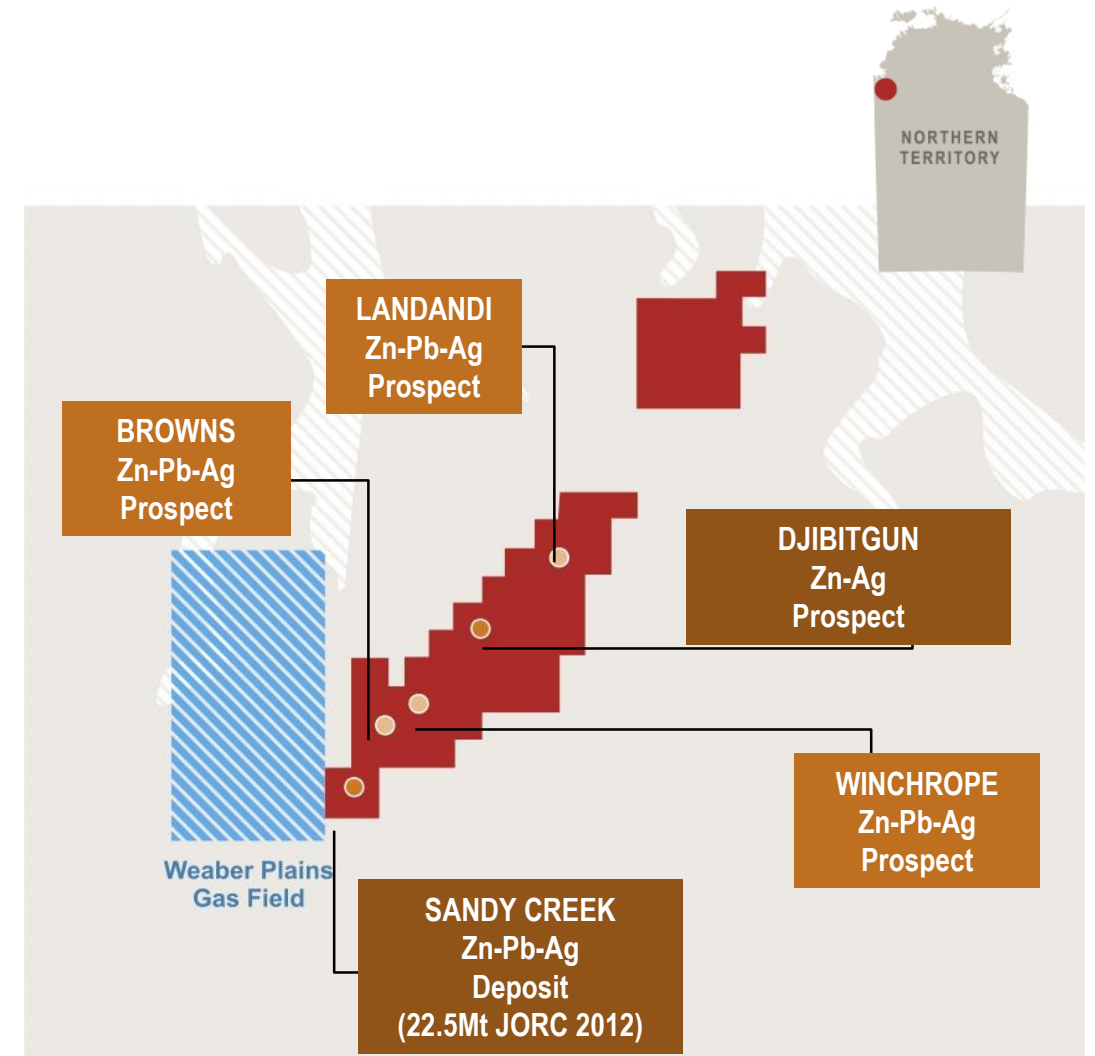 NORTHERN
TERRITORY
LANDANDI
Zn-Pb-Ag
Prospect
BROWNS
Zn-Pb-Ag
Prospect
DJIBITGUN
Zn-Ag
Prospect
WINCHROPE
Zn-Pb-Ag
Prospect
Weaber Plains
Gas Field
SANDY CREEK
Zn-Pb-Ag
Deposit
(22.5Mt JORC 2012)